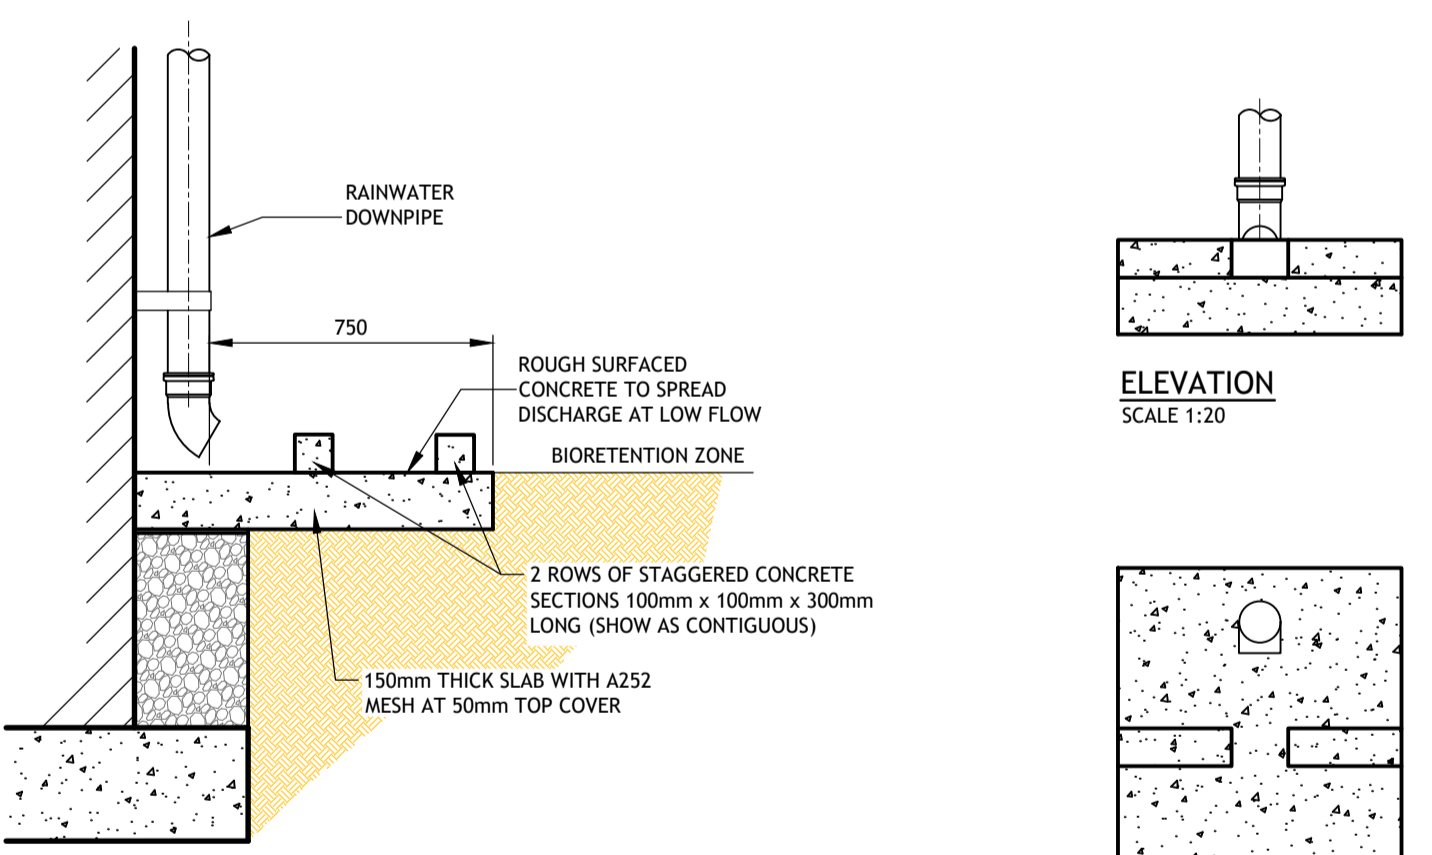 RAINWATER
DOWNPIPE
750
ROUGH SURFACED
CONCRETE TO SPREAD
DISCHARGE AT LOW FLOW
BIORETENTION ZONE
2 ROWS OF STAGGERED CONCRETE
SECTIONS 100mm x 100mm x 300mm
LONG (SHOW AS CONTIGUOUS)
150mm THICK SLAB WITH A252
MESH AT 50mm TOP COVER
ELEVATION
SCALE 1:20